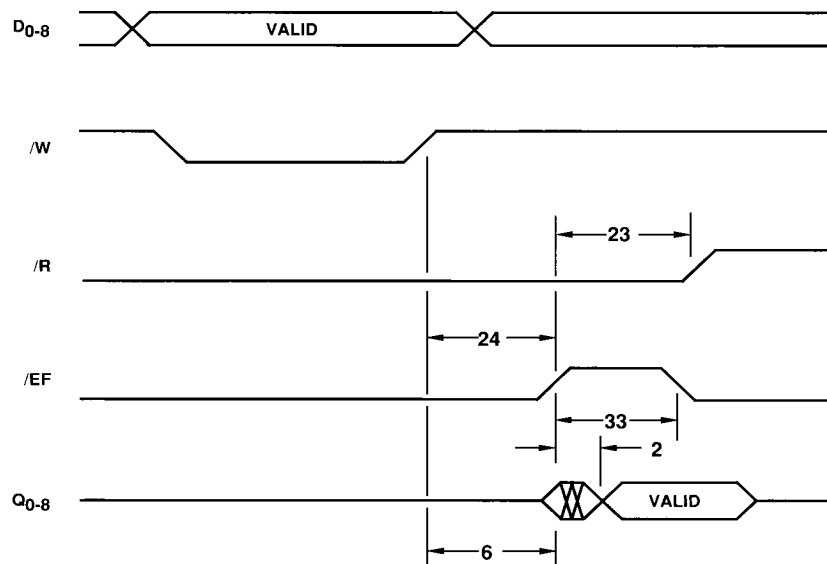 D0-8
VALID
/W
23
/R
24
/EF
33
2
Q0-8
VALID
6